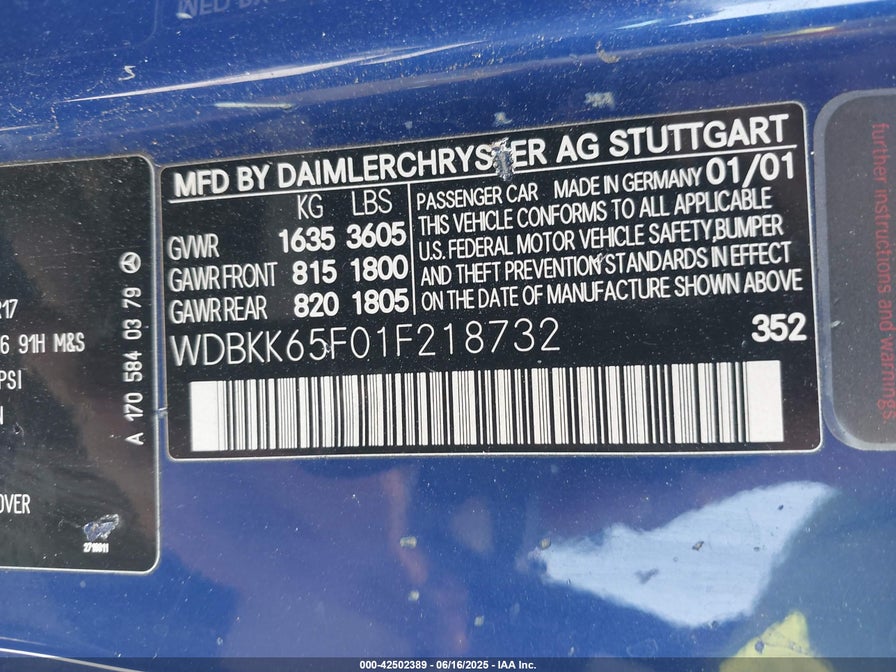 MFD BY DAIMLERCHRYSLER AG STUTTGART
KG LBS
GVWR 1635 3605
GAWR FRONT 815 1800
GAWR REAR 820 1805
PASSENGER CAR MADE IN GERMANY 01/01
THIS VEHICLE CONFORMS TO ALL APPLICABLE
U.S. FEDERAL MOTOR VEHICLE SAFETY,BUMPER
AND THEFT PREVENTION STANDARDS IN EFFECT
ON THE DATE OF MANUFACTURE SHOWN ABOVE
WDBKK65F01F218732
352
R17
6 91H M&S
PSI
OVER
A 170 584 03 79
further instructions and warning
000-42502389 - 06/16/2025 - IAA Inc.